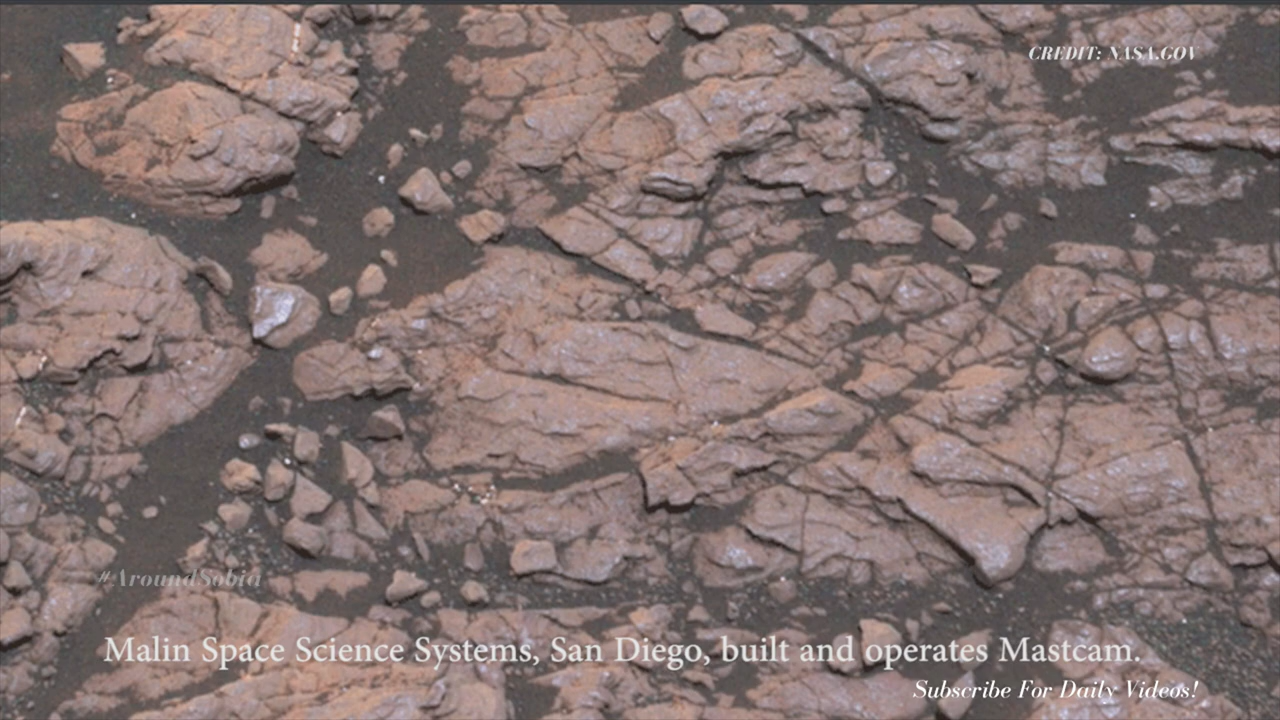 CREDIT: NASA.GOV
#AroundSobia
Malin Space Science Systems, San Diego, built and operates Mastcam.
Subscribe For Daily Videos!